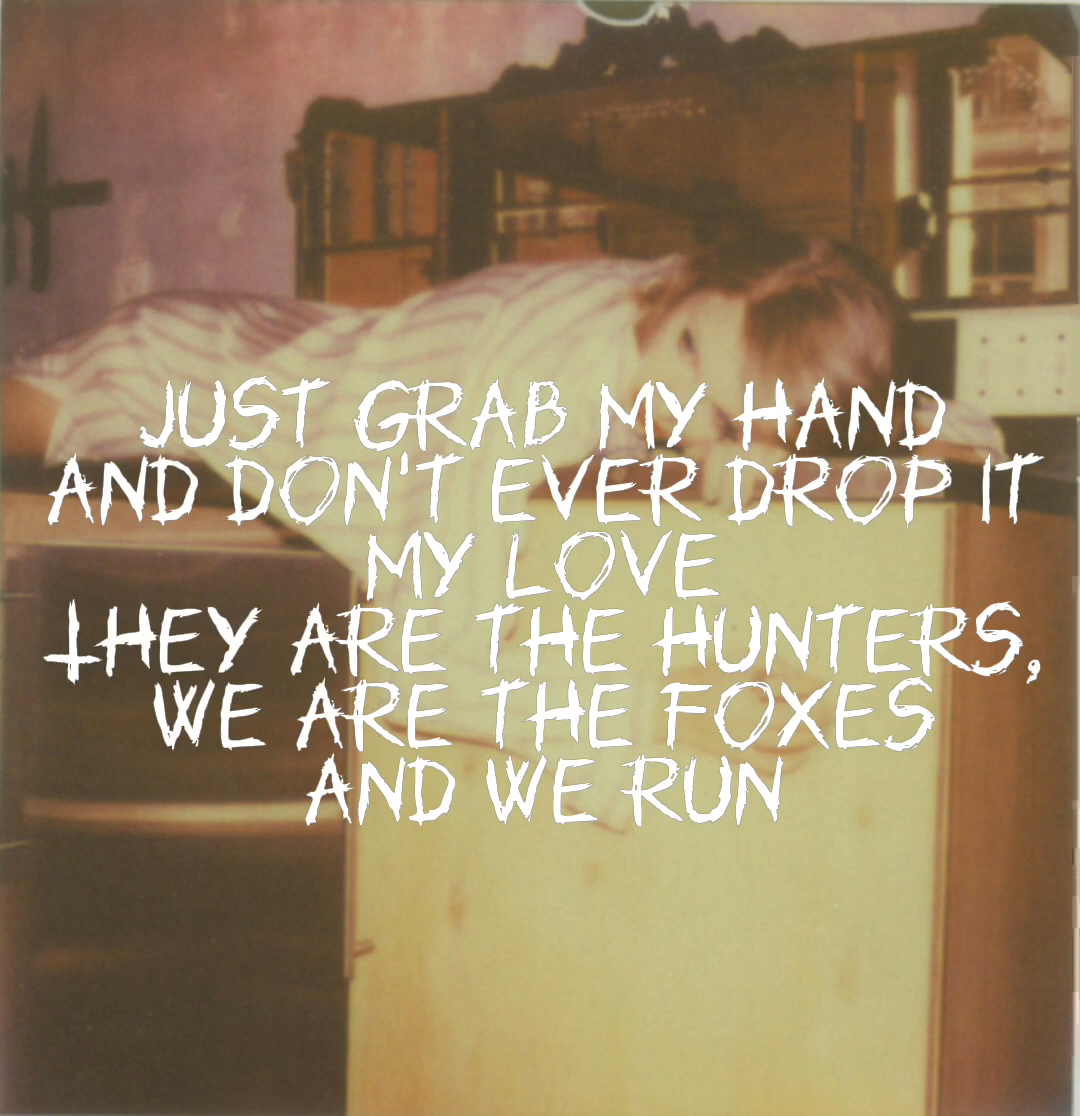 JUST GRAB MY HAND
AND DON'T EVER DROP IT
MY LOVE
THEY ARE THE HUNTERS,
WE ARE THE FOXES
AND WE RUN